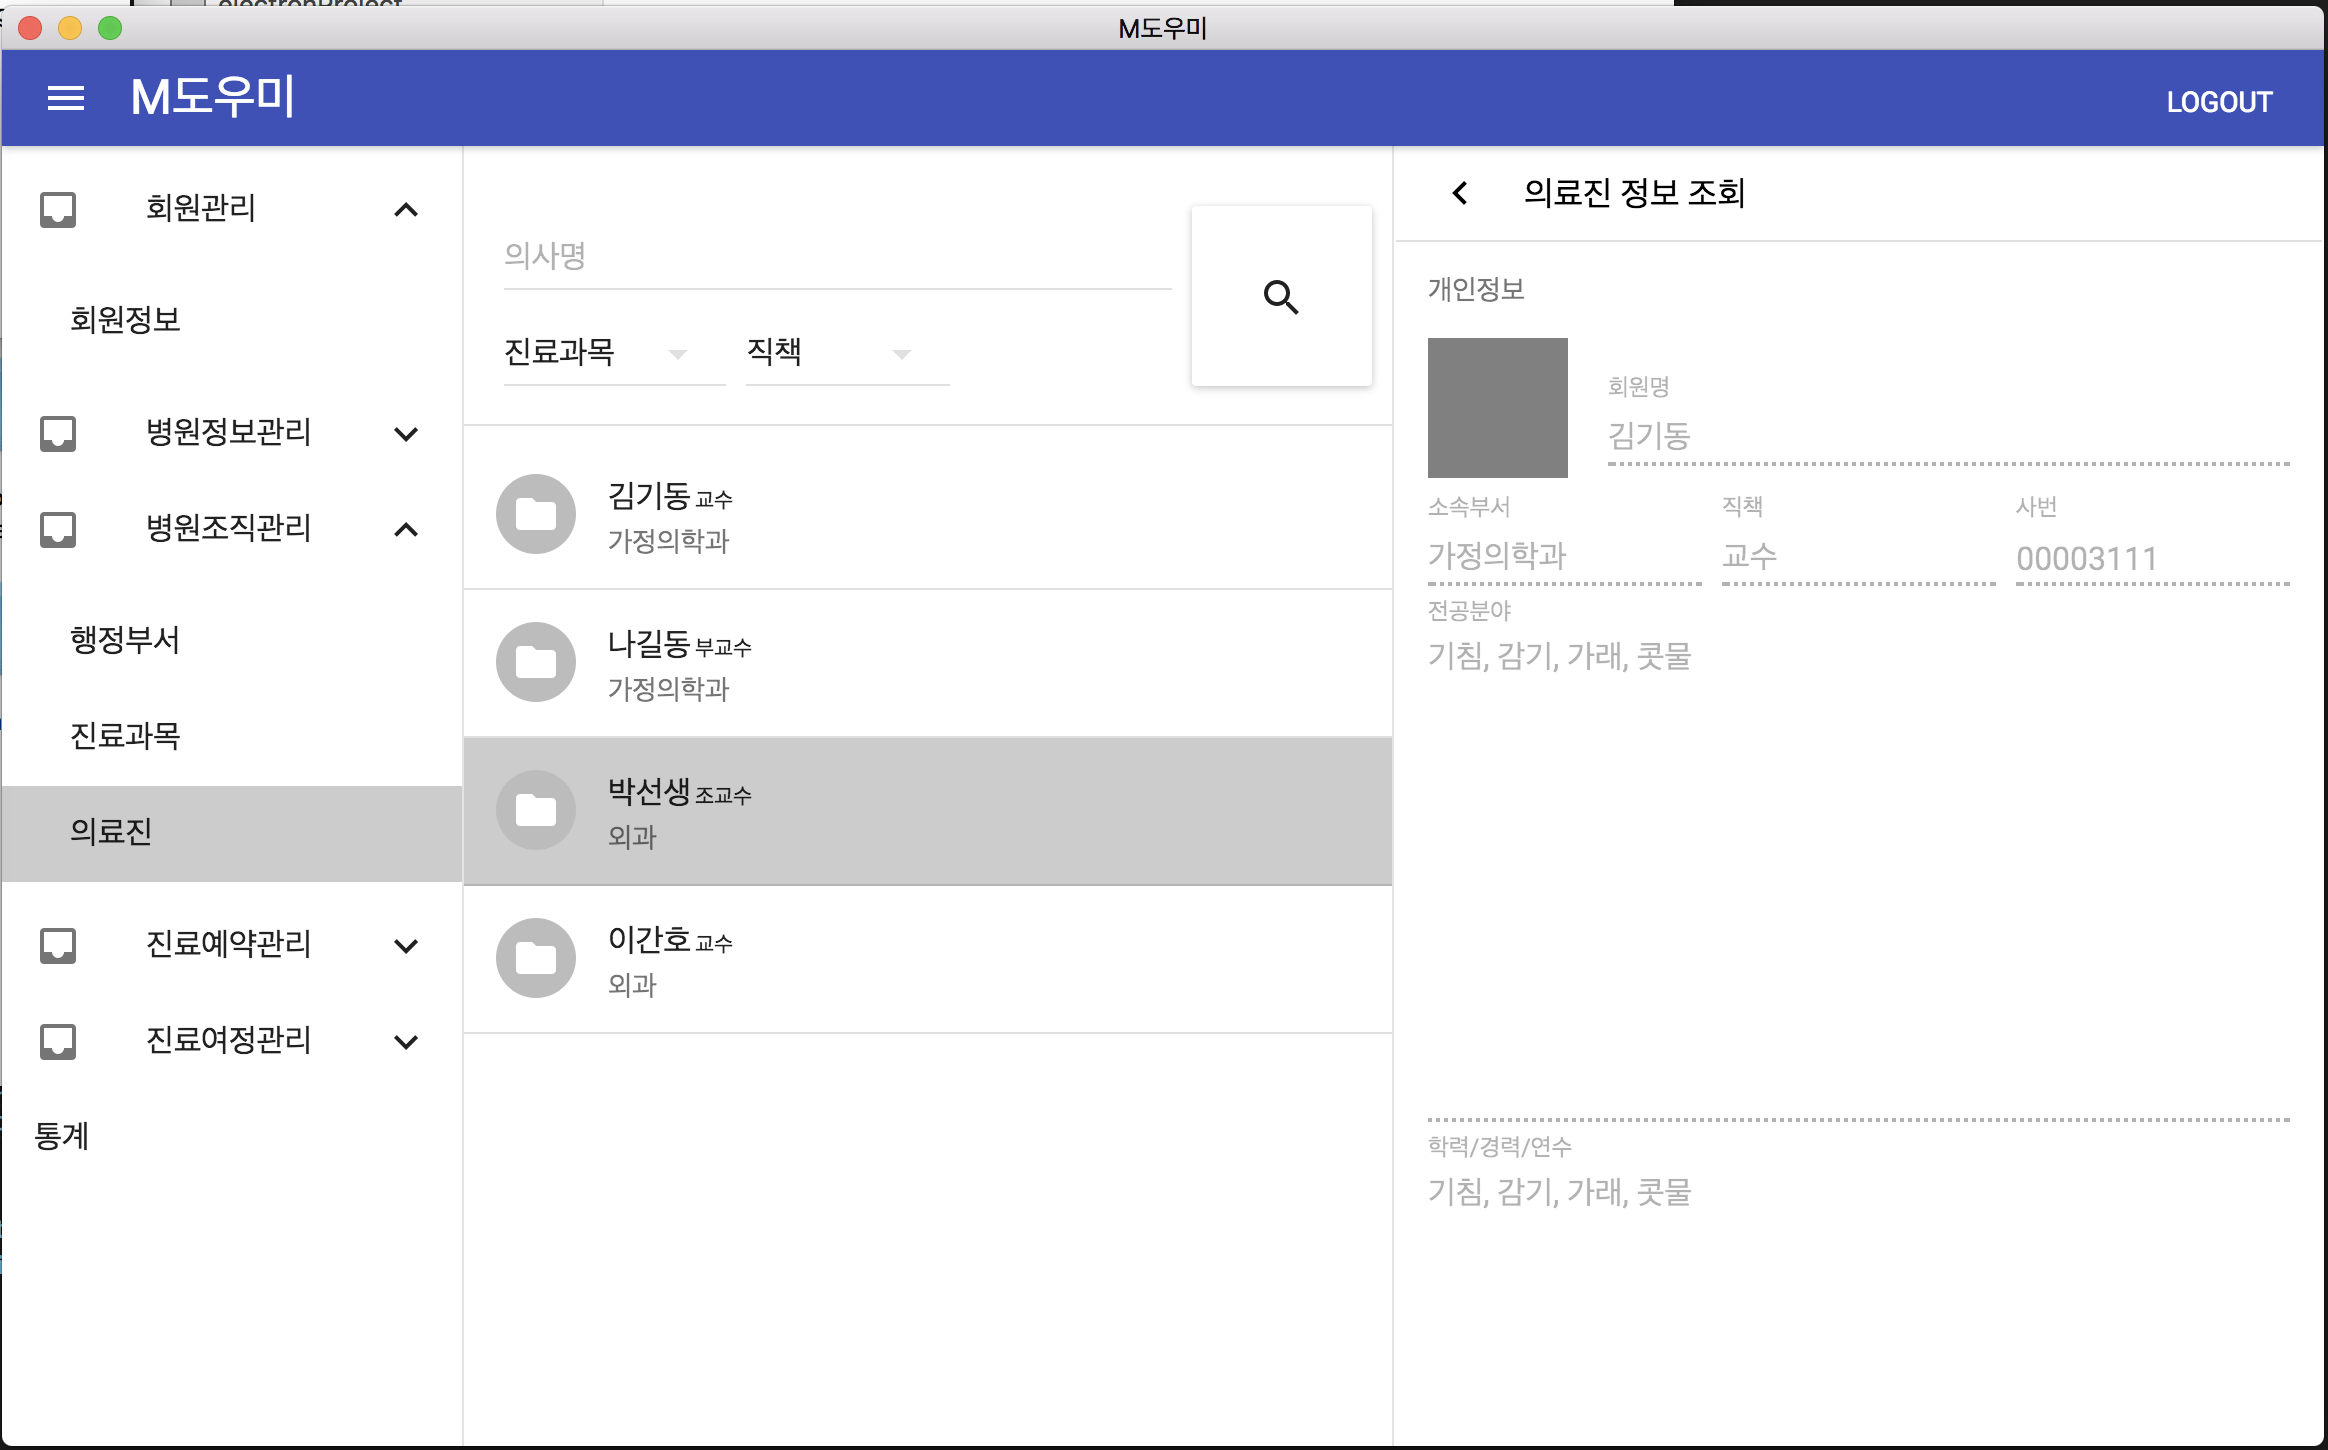 electronProject
M도우미
M도우미
LOGOUT
회원관리
회원정보
병원정보관리
병원조직관리
행정부서
진료과목
의료진
진료예약관리
진료여정관리
통계
의사명
진료과목 직책
김기동 교수
가정의학과
나길동 부교수
가정의학과
박선생 조교수
외과
이간호 교수
외과
의료진 정보 조회
개인정보
회원명
김기동
소속부서 직책 사번
가정의학과 교수 00003111
전공분야
기침, 감기, 가래, 콧물
학력/경력/연수
기침, 감기, 가래, 콧물